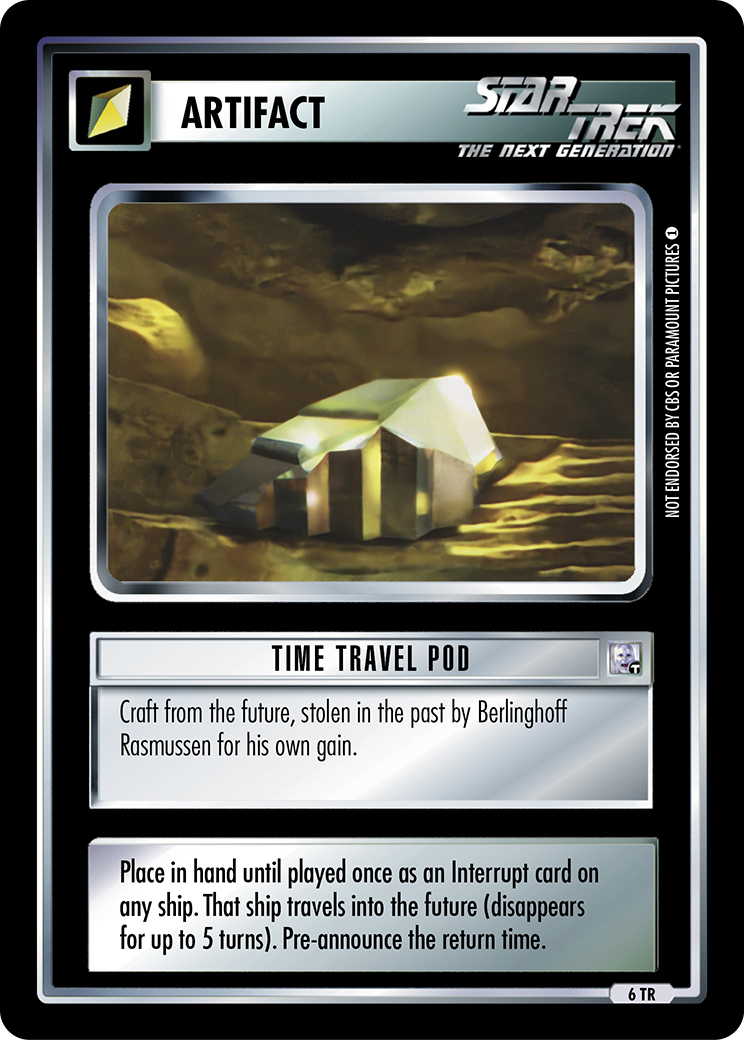 ARTIFACT
STAR TREK
THE NEXT GENERATION
NOT ENDORSED BY CBS OR PARAMOUNT PICTURES 1
TIME TRAVEL POD
T
Craft from the future, stolen in the past by Berlinghoff
Rasmussen for his own gain.
Place in hand until played once as an Interrupt card on
any ship. That ship travels into the future (disappears
for up to 5 turns). Pre-announce the return time.
6 TR